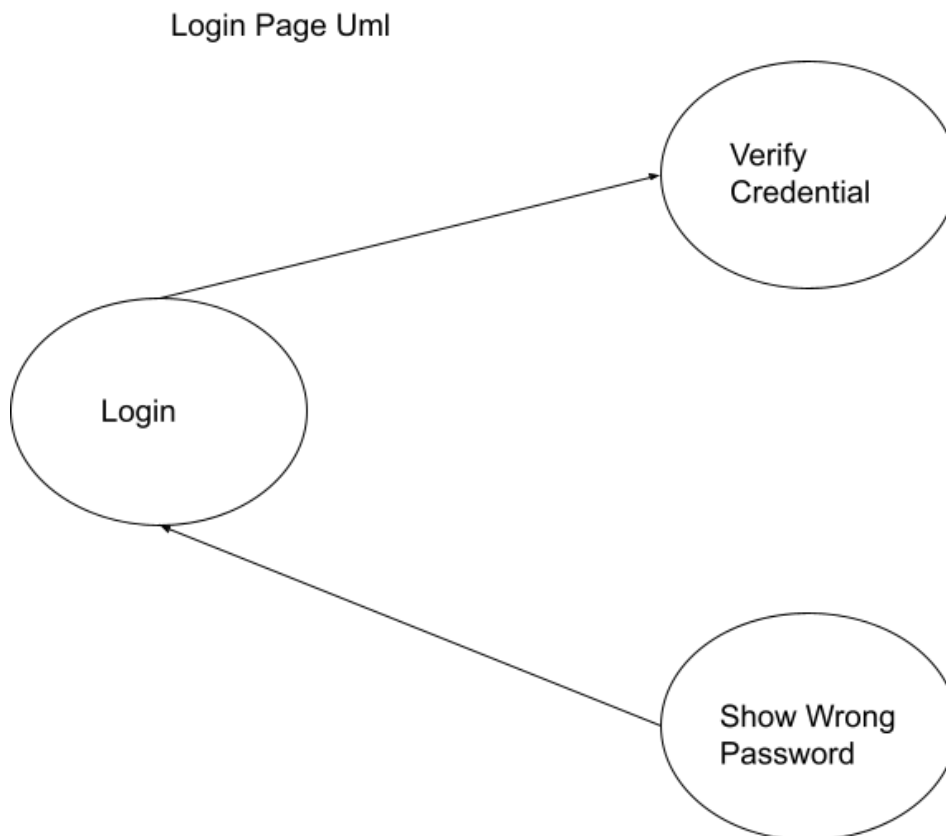 Login Page Uml
Verify
Credential
Login
Show Wrong
Password